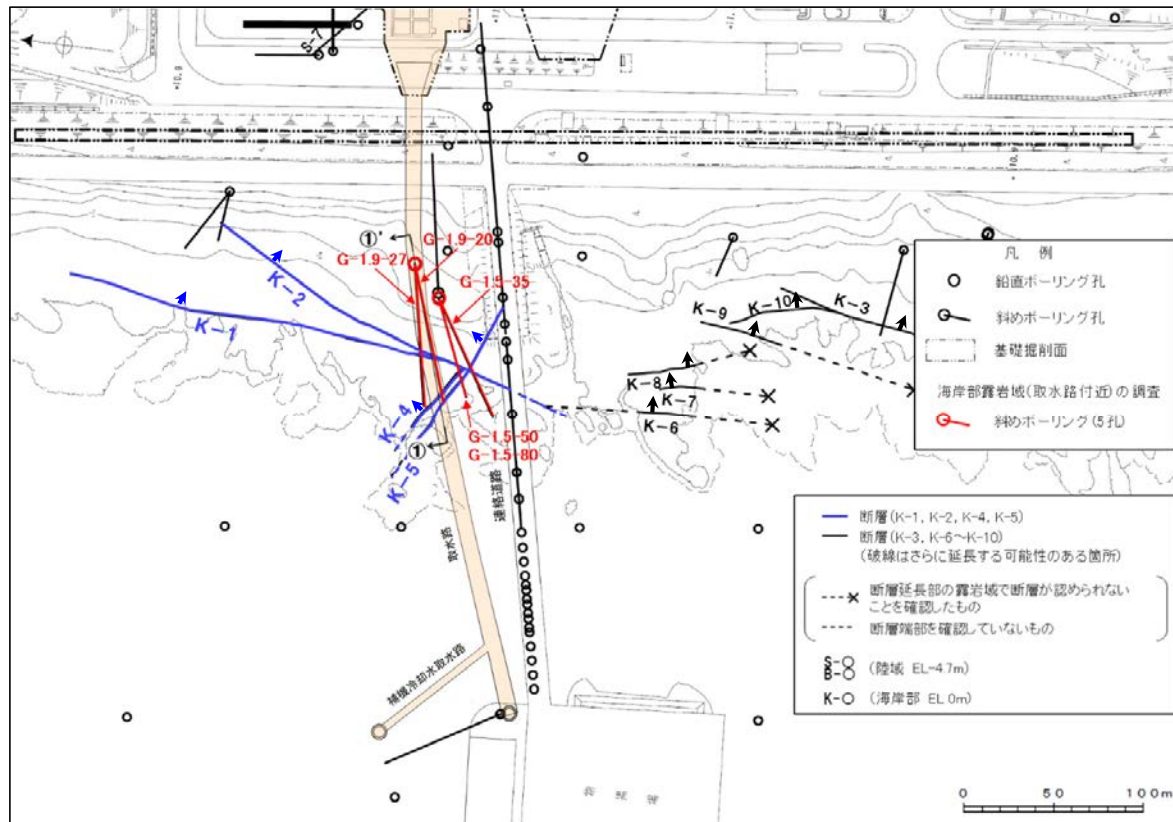 S-7
10.9
10.9
①'
G-1.9-20
G-1.9-27
G-1.5-35
K-2
K-1
K-10
K-3
K-9
K-8
K-7
K-6
K-4
K-5
①
G-1.5-50
G-1.5-80
連絡道路
取水路
補機冷却水取水路
凡 例
鉛直ボーリング孔
斜めボーリング孔
基礎掘削面
海岸部露岩域(取水路付近)の調査
斜めボーリング(5孔)
断層(K-1, K-2, K-4, K-5)
断層(K-3, K-6~K-10)
(破線はさらに延長する可能性のある箇所)
断層延長部の露岩域で断層が認められない
ことを確認したもの
断層端部を確認していないもの
S-○
B-○
(陸域 EL-4.7m)
K-○ (海岸部 EL 0m)
0 50 100m